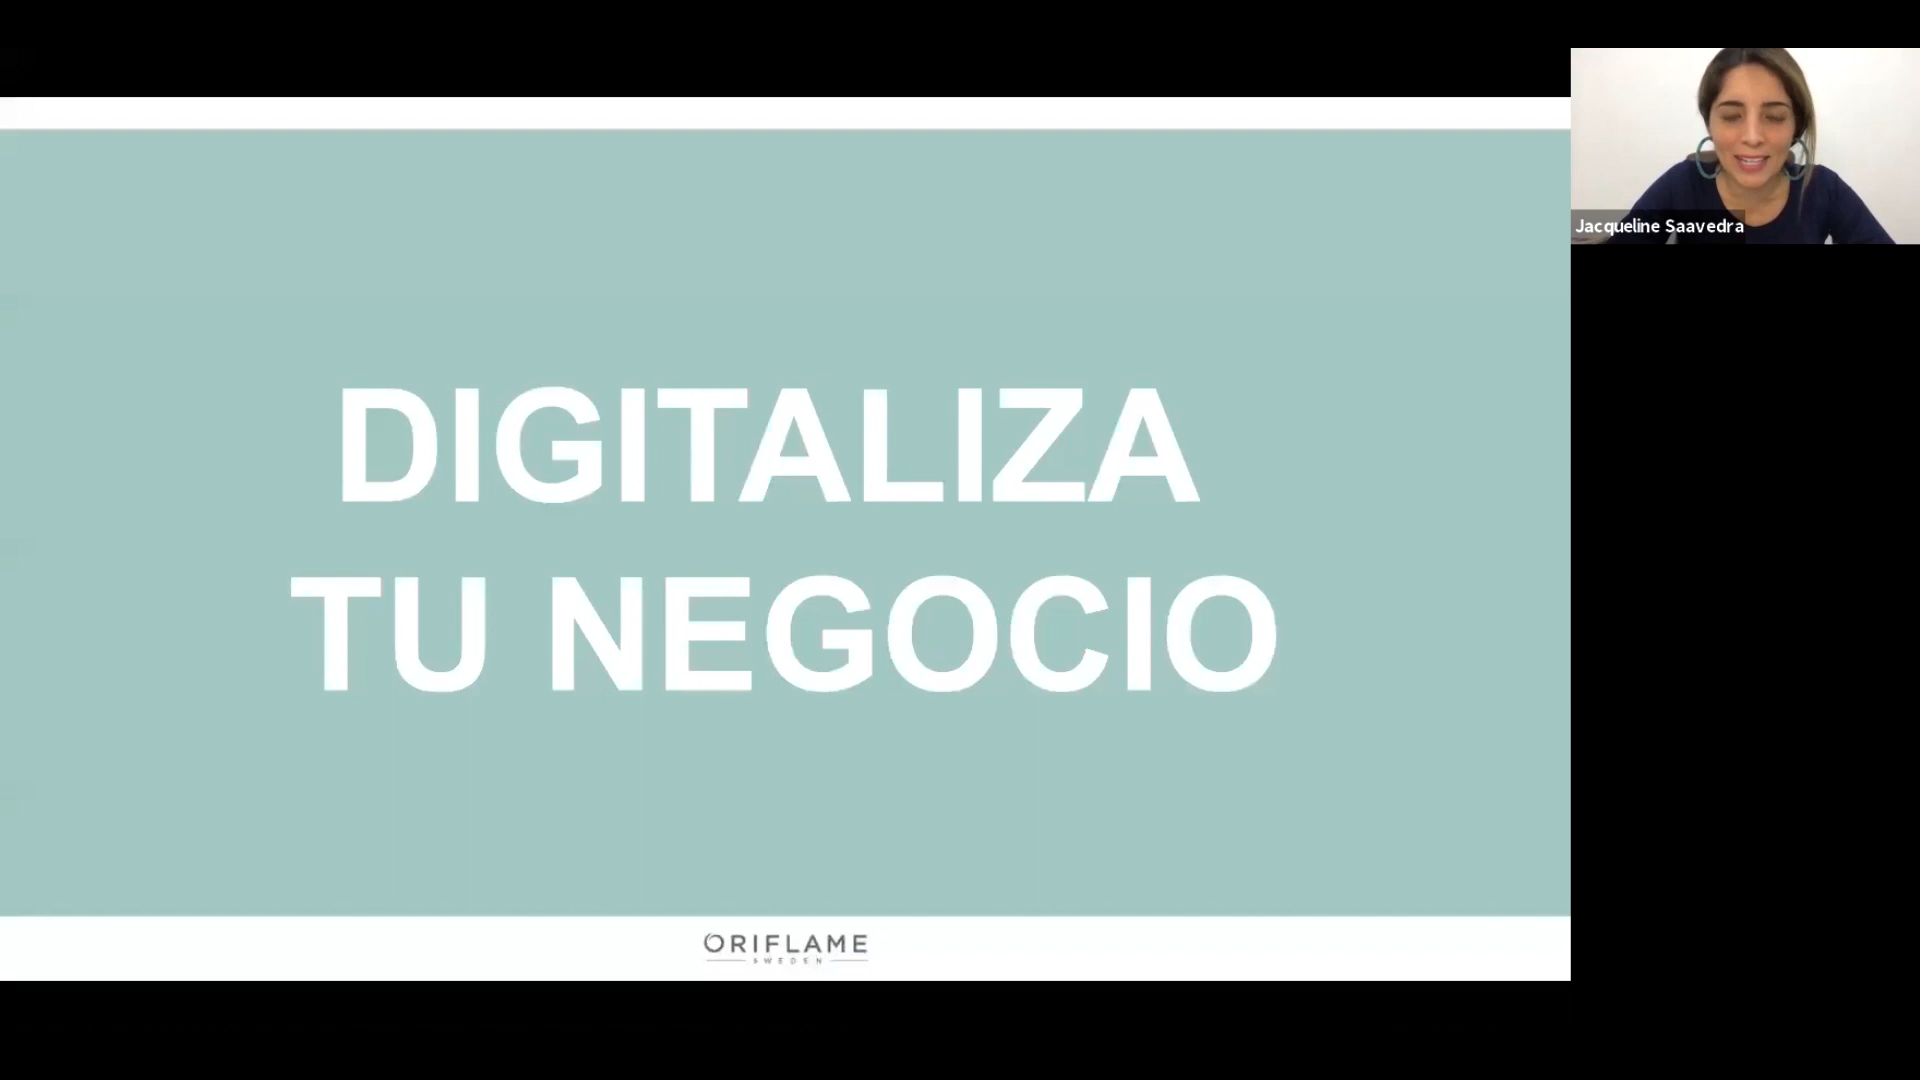 DIGITALIZA
TU NEGOCIO
ORIFLAME
SWEDEN
Jacqueline Saavedra